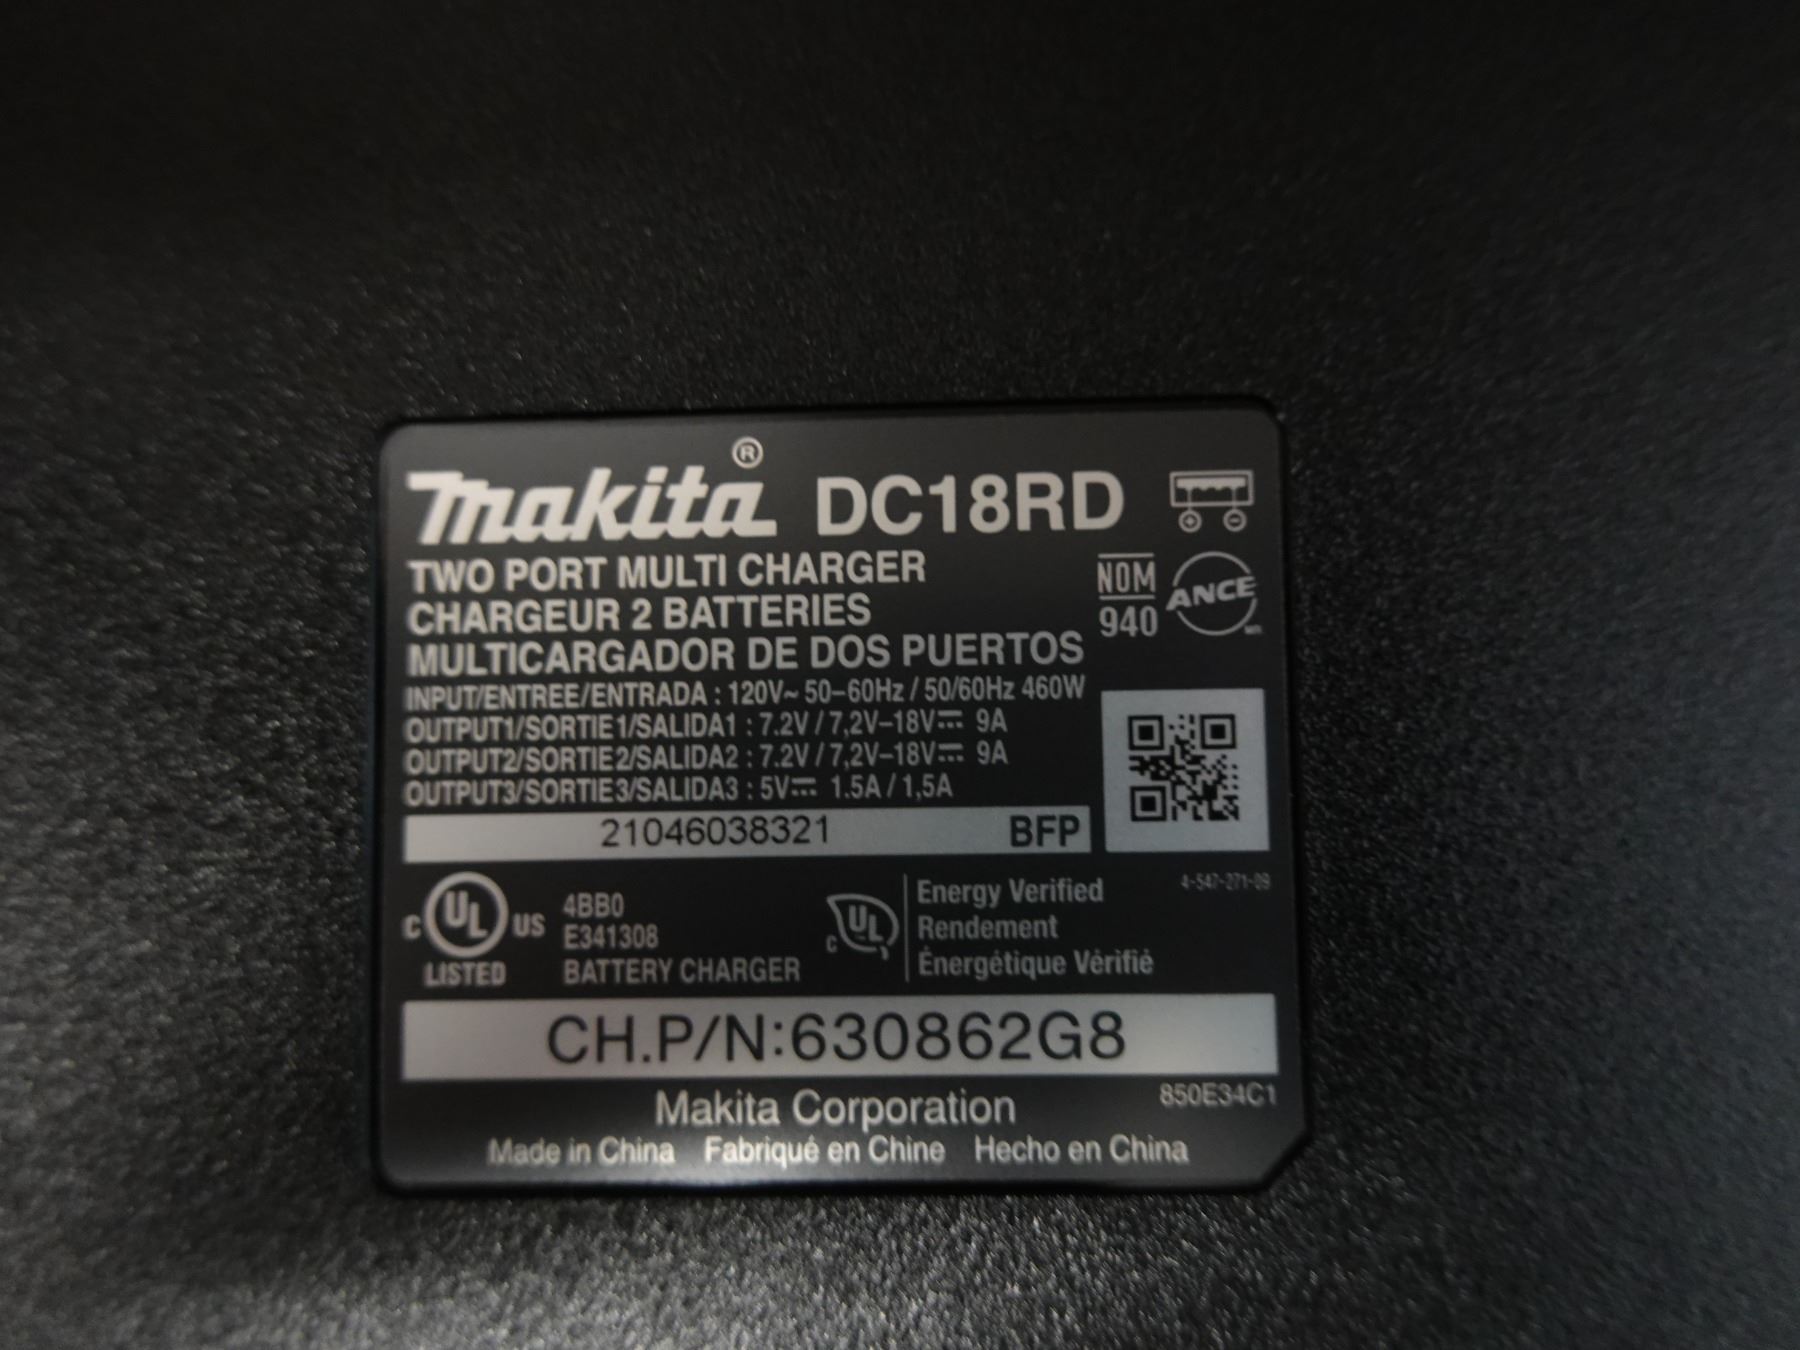 makita® DC18RD
TWO PORT MULTI CHARGER
CHARGEUR 2 BATTERIES
MULTICARGADOR DE DOS PUERTOS
NOM
940
ANCE
INPUT/ENTREE/ENTRADA : 120V~ 50-60Hz / 50/60Hz 460W
OUTPUT1/SORTIE1/SALIDA1 : 7.2V / 7,2V-18V⎓ 9A
OUTPUT2/SORTIE2/SALIDA2 : 7.2V / 7,2V-18V⎓ 9A
OUTPUT3/SORTIE3/SALIDA3 : 5V⎓ 1.5A / 1,5A
21046038321 BFP
4-547-271-09
C UL US
LISTED
4BB0
E341308
BATTERY CHARGER
C UL
Energy Verified
Rendement
Énergétique Vérifié
CH.P/N:630862G8
850E34C1
Makita Corporation
Made in China Fabriqué en Chine Hecho en China